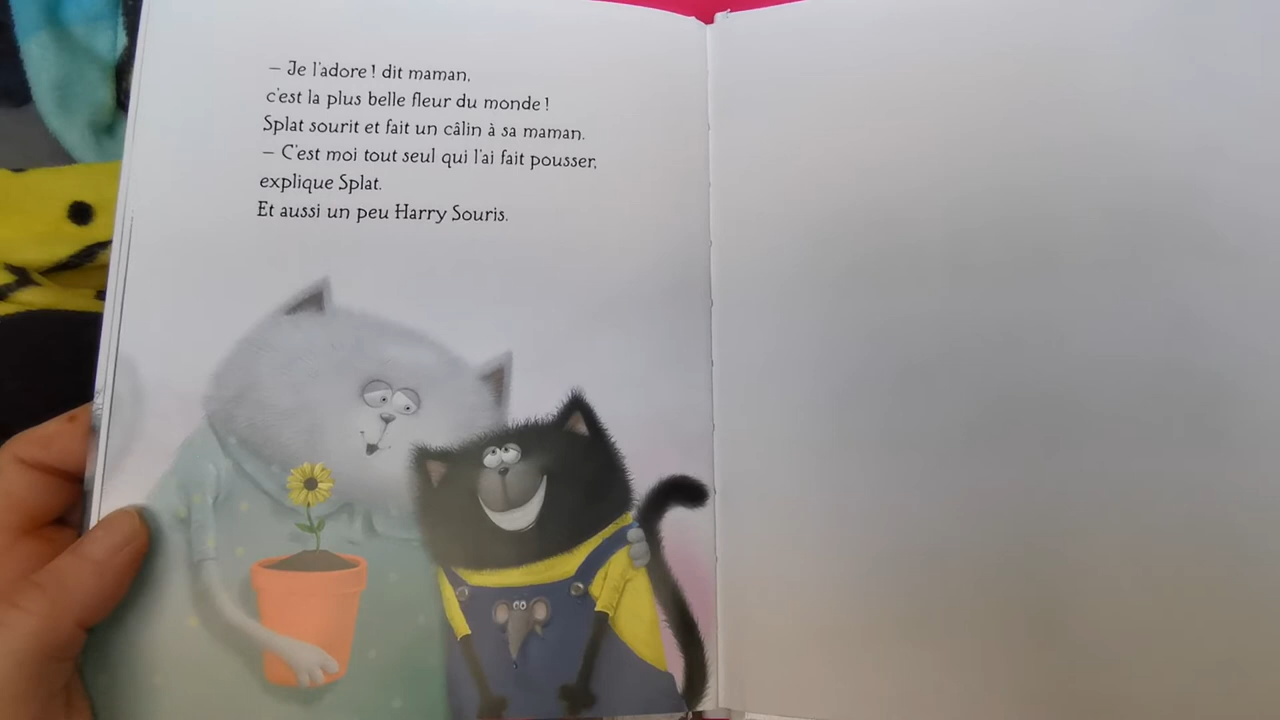 – Je l'adore ! dit maman,
c'est la plus belle fleur du monde !
Splat sourit et fait un câlin à sa maman.
– C'est moi tout seul qui l'ai fait pousser,
explique Splat.
Et aussi un peu Harry Souris.